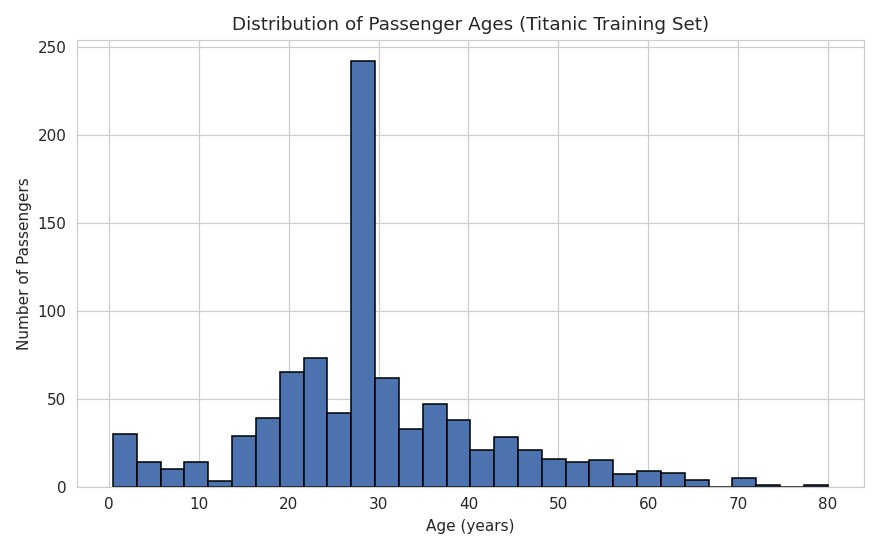 Distribution of Passenger Ages (Titanic Training Set)
250
200
150
100
50
0
Number of Passengers
0 10 20 30 40 50 60 70 80
Age (years)